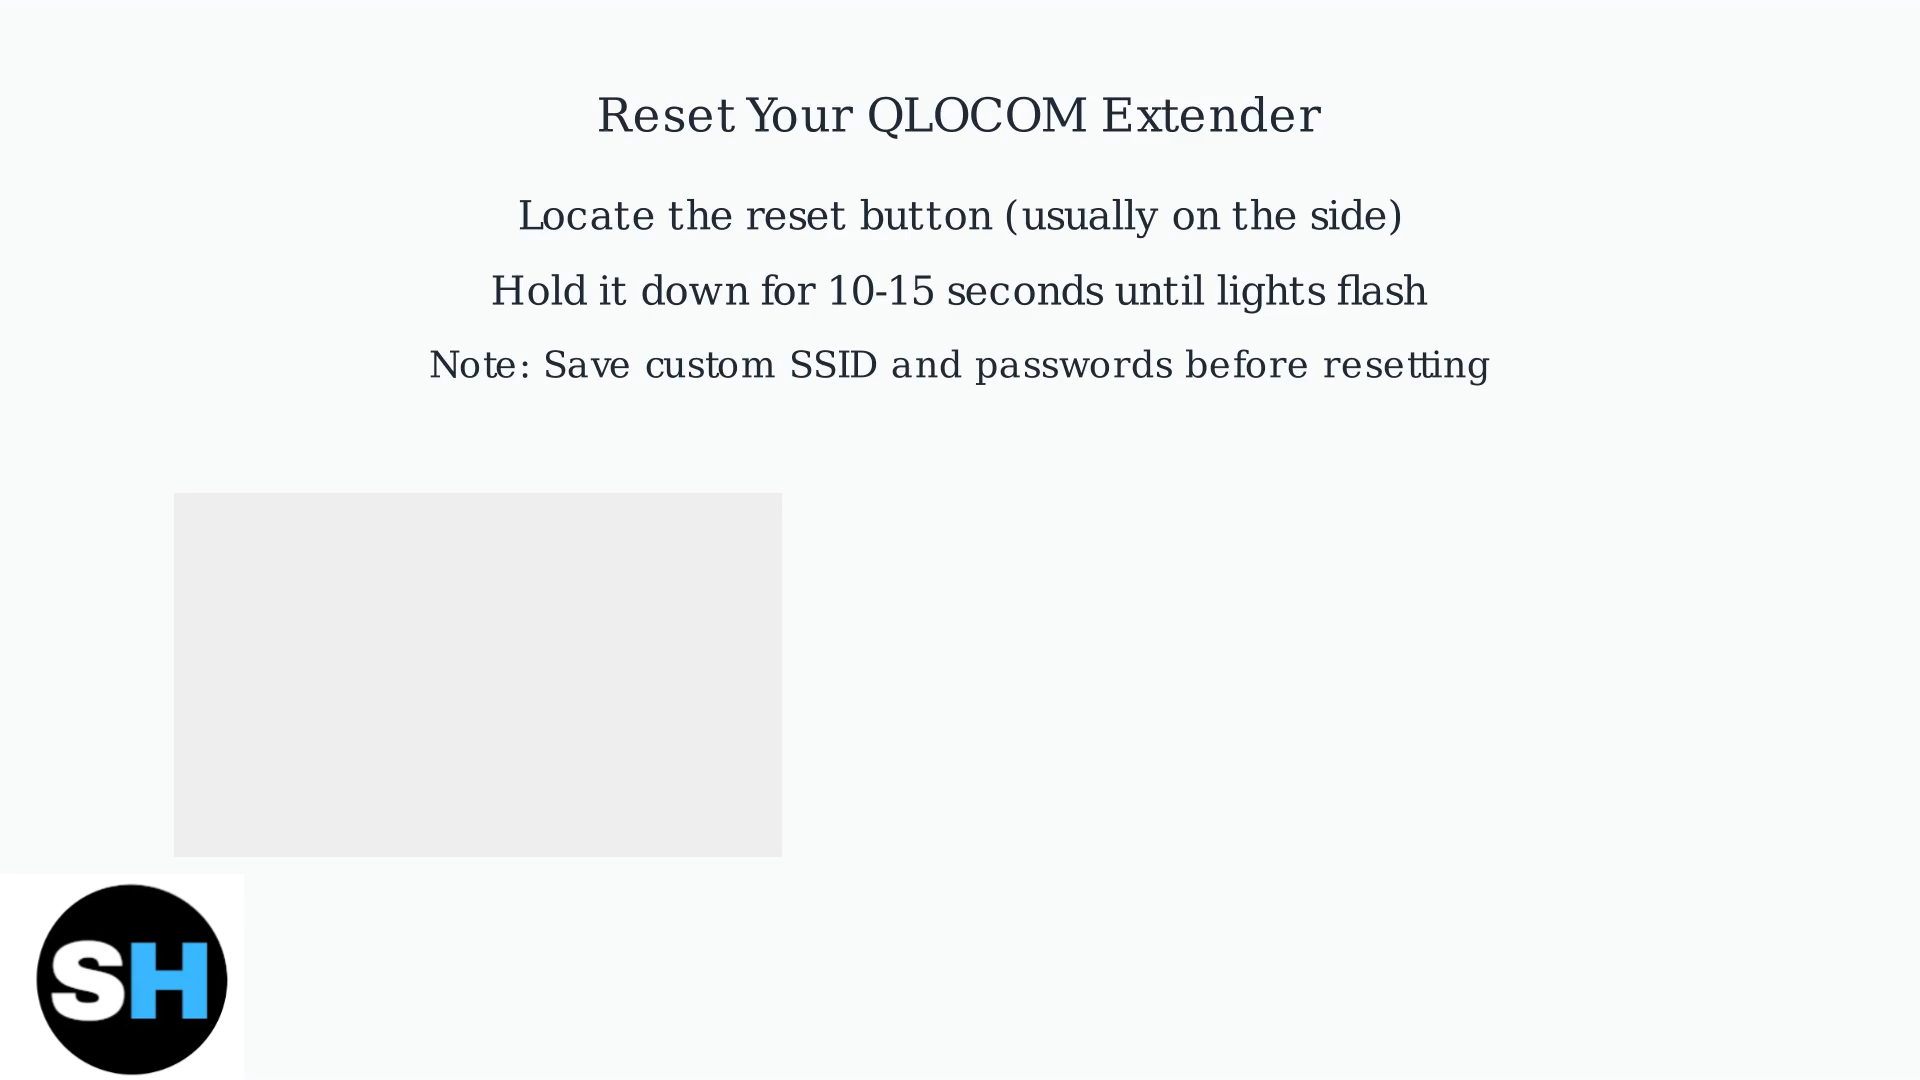 Reset Your QLOCOM Extender
Locate the reset button (usually on the side)
Hold it down for 10-15 seconds until lights flash
Note: Save custom SSID and passwords before resetting
SH